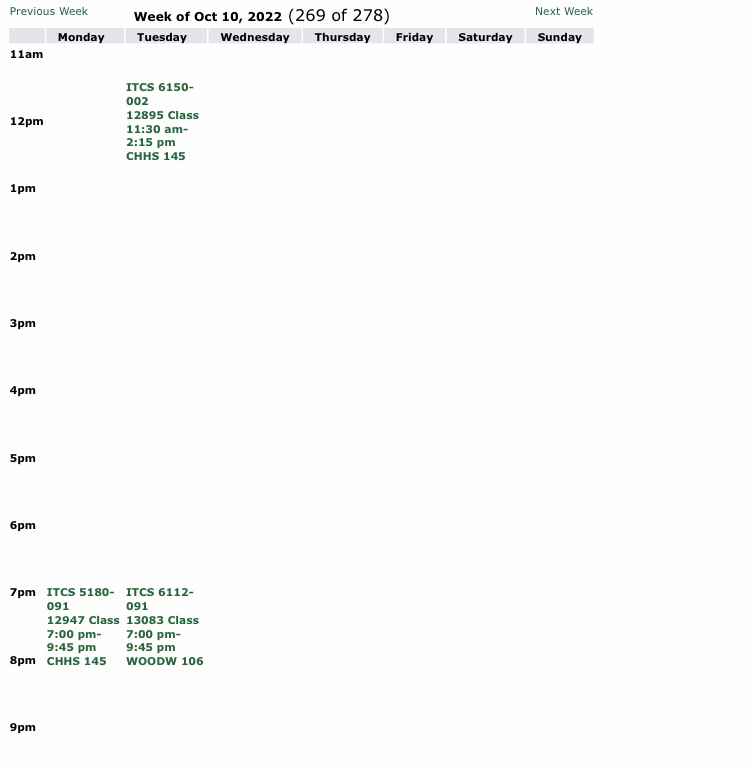 Previous Week Week of Oct 10, 2022 (269 of 278) Next Week
Monday Tuesday Wednesday Thursday Friday Saturday Sunday
11am
ITCS 6150-
002
12895 Class
11:30 am-
2:15 pm
CHHS 145
12pm
1pm
2pm
3pm
4pm
5pm
6pm
7pm
ITCS 5180-
091
12947 Class
7:00 pm-
9:45 pm
CHHS 145
ITCS 6112-
091
13083 Class
7:00 pm-
9:45 pm
WOODW 106
8pm
9pm